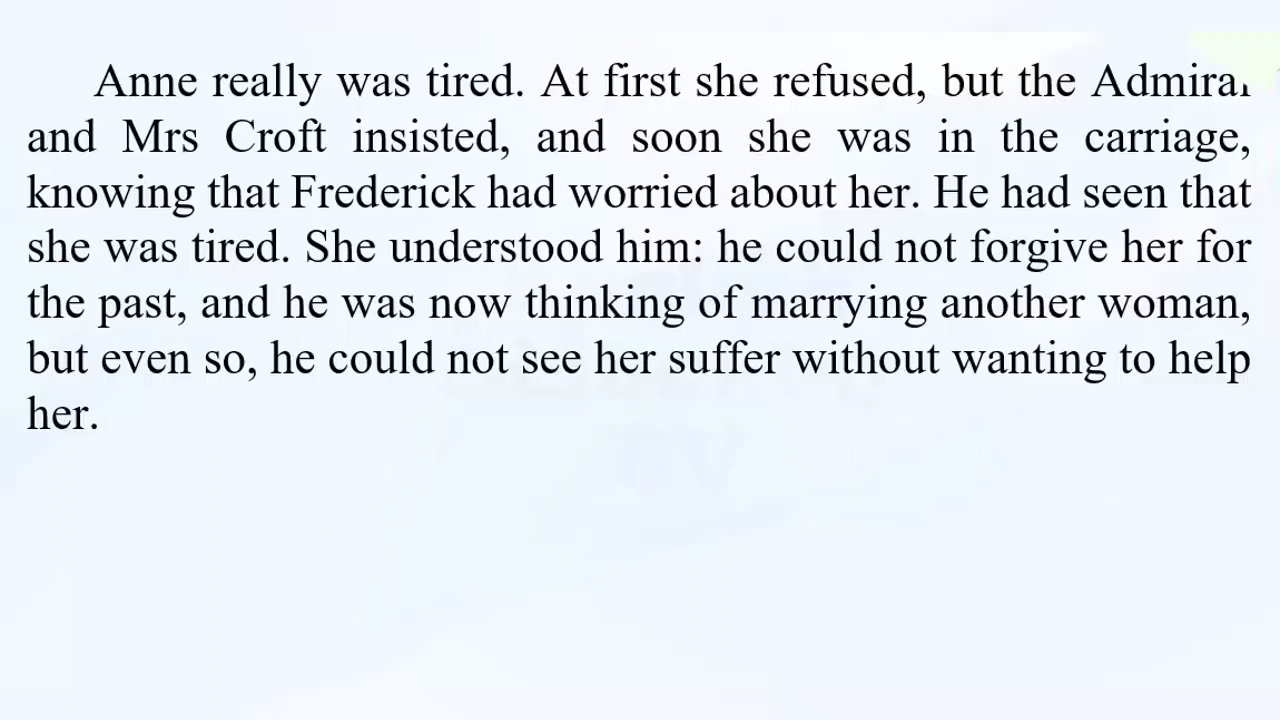 Anne really was tired. At first she refused, but the Admiral
and Mrs Croft insisted, and soon she was in the carriage,
knowing that Frederick had worried about her. He had seen that
she was tired. She understood him: he could not forgive her for
the past, and he was now thinking of marrying another woman,
but even so, he could not see her suffer without wanting to help
her.